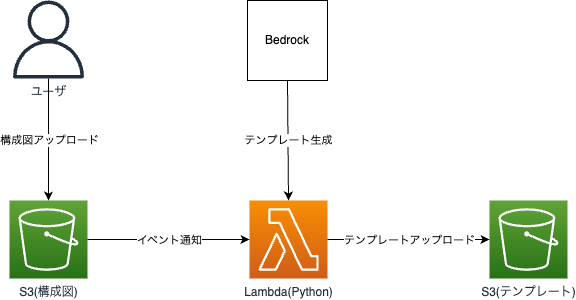 Bedrock
ユーザ
構成図アップロード
テンプレート生成
イベント通知
テンプレートアップロード
S3(構成図)
Lambda(Python)
S3(テンプレート)